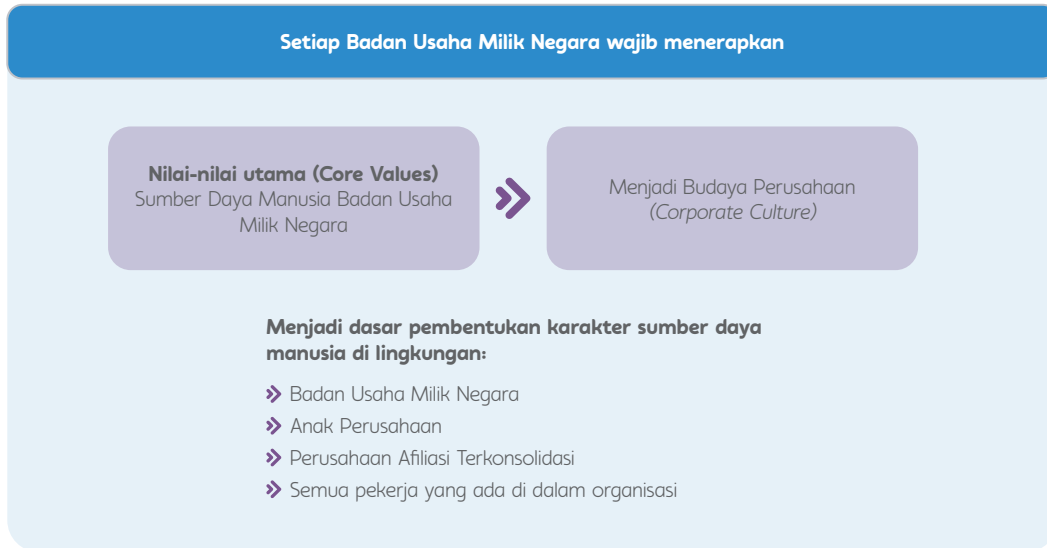 Setiap Badan Usaha Milik Negara wajib menerapkan
Nilai-nilai utama (Core Values)
Sumber Daya Manusia Badan Usaha
Milik Negara
Menjadi Budaya Perusahaan
(Corporate Culture)
Menjadi dasar pembentukan karakter sumber daya
manusia di lingkungan:
Badan Usaha Milik Negara
Anak Perusahaan
Perusahaan Afiliasi Terkonsolidasi
Semua pekerja yang ada di dalam organisasi